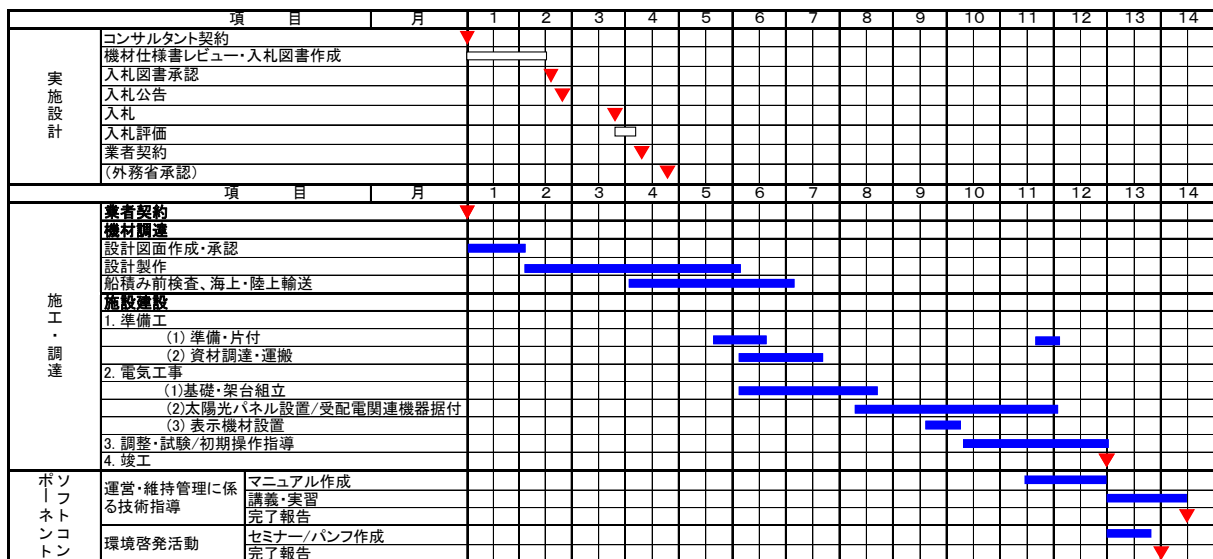 項 目 月 1 2 3 4 5 6 7 8 9 10 11 12 13 14
実施設計
コンサルタント契約
機材仕様書レビュー・入札図書作成
入札図書承認
入札公告
入札
入札評価
業者契約
(外務省承認)
項 目 月 1 2 3 4 5 6 7 8 9 10 11 12 13 14
施工・調達
業者契約
機材調達
設計図面作成・承認
設計製作
船積み前検査、海上・陸上輸送
施設建設
1. 準備工
(1) 準備・片付
(2) 資材調達・運搬
2. 電気工事
(1)基礎・架台組立
(2)太陽光パネル設置/受配電関連機器据付
(3) 表示機材設置
3. 調整・試験/初期操作指導
4. 竣工
ソフトコン
ポーネント
運営・維持管理に係
る技術指導
マニュアル作成
講義・実習
完了報告
環境啓発活動
セミナー/パンフ作成
完了報告